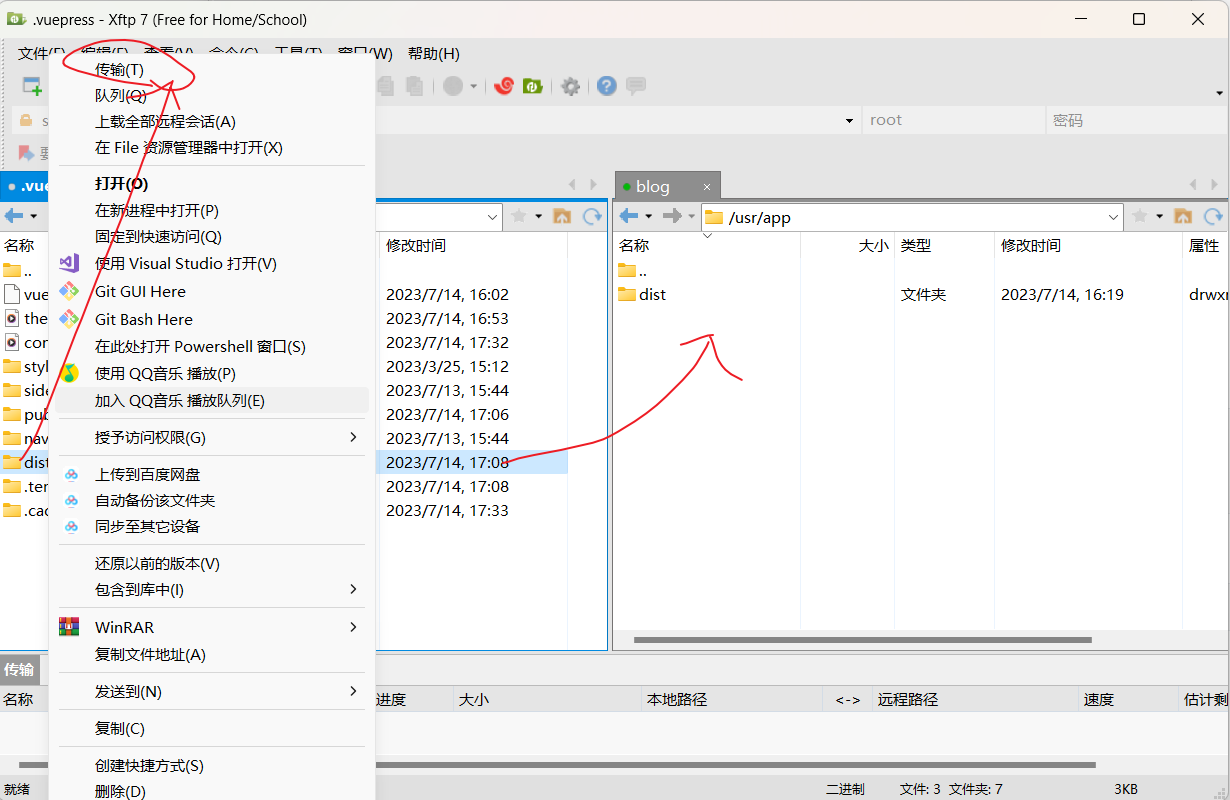 .vuepress - Xftp 7 (Free for Home/School)
文件(F) 编辑(E) 查看(V) 命令(C) 工具(T) 窗口(W) 帮助(H)
root 密码
传输(T)
队列(Q)
上载全部远程会话(A)
在 File 资源管理器中打开(X)
打开(O)
在新进程中打开(P)
固定到快速访问(Q)
使用 Visual Studio 打开(V)
Git GUI Here
Git Bash Here
在此处打开 Powershell 窗口(S)
使用 QQ音乐 播放(P)
加入 QQ音乐 播放队列(E)
授予访问权限(G)
上传到百度网盘
自动备份该文件夹
同步至其它设备
还原以前的版本(V)
包含到库中(I)
WinRAR
复制文件地址(A)
发送到(N)
复制(C)
创建快捷方式(S)
删除(D)
.vue
名称 修改时间
..
vue 2023/7/14, 16:02
the 2023/7/14, 16:53
con 2023/7/14, 17:32
styl 2023/3/25, 15:12
side 2023/7/13, 15:44
pub 2023/7/14, 17:06
nav 2023/7/13, 15:44
dist 2023/7/14, 17:08
.ten 2023/7/14, 17:08
.cac 2023/7/14, 17:33
blog
/usr/app
名称 大小 类型 修改时间 属性
..
dist 文件夹 2023/7/14, 16:19 drwxr
传输
名称 进度 大小 本地路径 <-> 远程路径 速度 估计剩
就绪 二进制 文件: 3 文件夹: 7 3KB